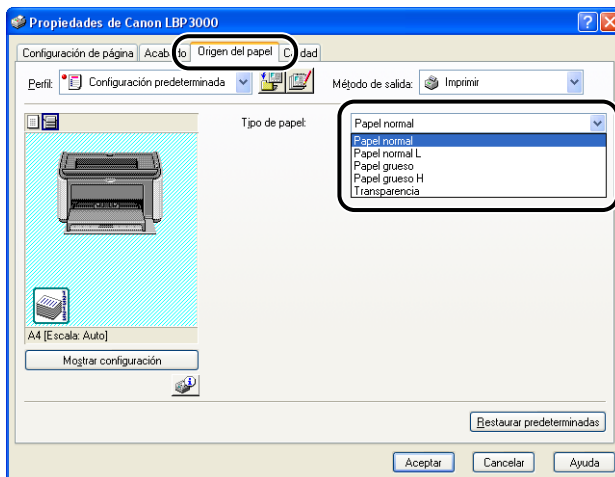 Propiedades de Canon LBP3000
Configuración de página Acabado Origen del papel Calidad
Perfil: Configuración predeterminada Método de salida: Imprimir
Tipo de papel: Papel normal
Papel normal
Papel normal L
Papel grueso
Papel grueso H
Transparencia
A4 [Escala: Auto]
Mostrar configuración
Restaurar predeterminadas
Aceptar Cancelar Ayuda